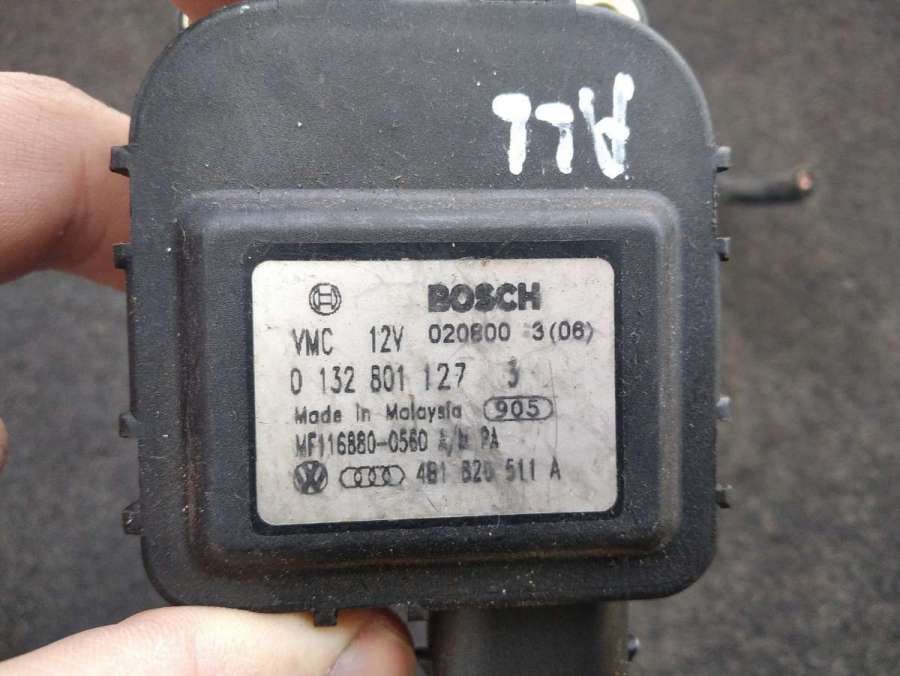 ALL
BOSCH
VMC 12V 020800 3(06)
0 132 801 127 3
Made in Malaysia 905
MF116880-0560 A/M PA
4B1 820 511 A